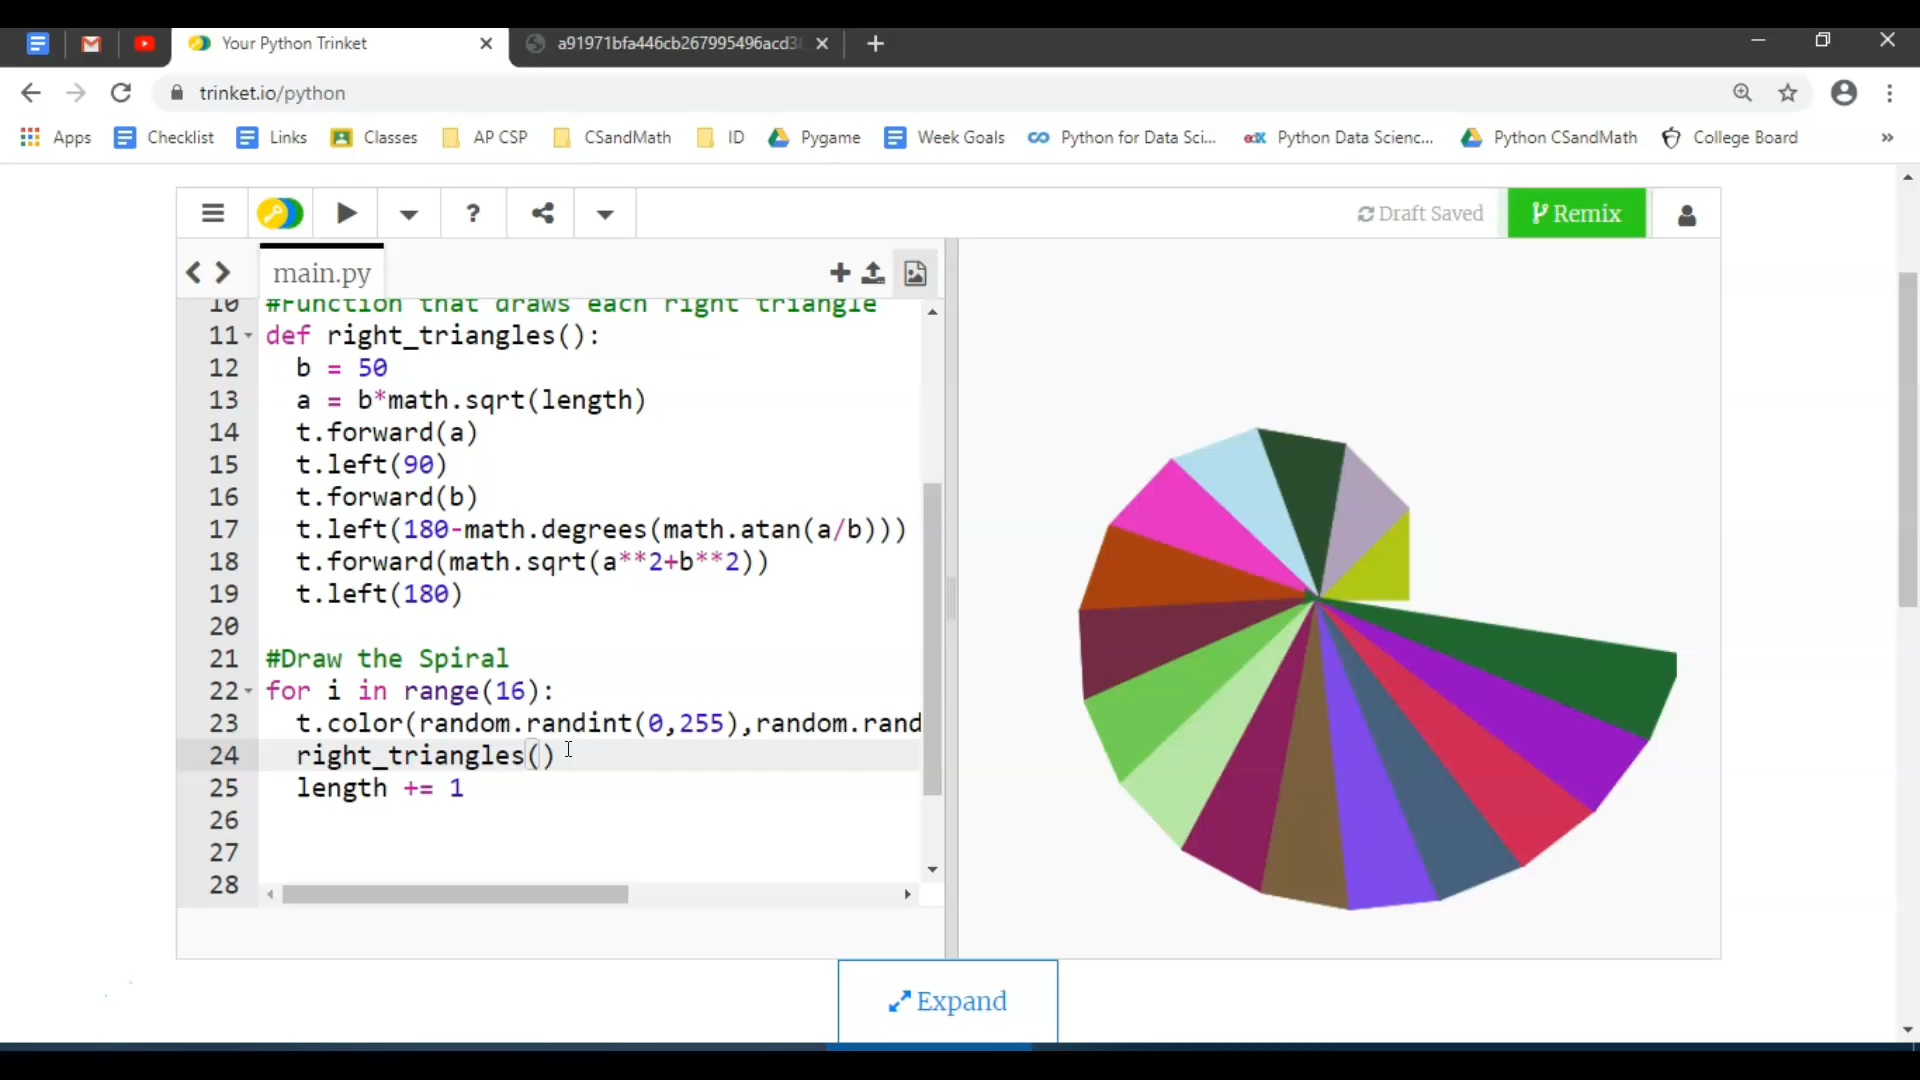 Your Python Trinket
a91971bfa446cb267995496acd3
trinket.io/python
Apps Checklist Links Classes AP CSP CSandMath ID Pygame Week Goals Python for Data Sci... Python Data Scienc... Python CSandMath College Board »
? Draft Saved Remix
main.py
10 #Function that draws each right triangle
11 def right_triangles():
12 b = 50
13 a = b*math.sqrt(length)
14 t.forward(a)
15 t.left(90)
16 t.forward(b)
17 t.left(180-math.degrees(math.atan(a/b)))
18 t.forward(math.sqrt(a**2+b**2))
19 t.left(180)
20
21 #Draw the Spiral
22 for i in range(16):
23 t.color(random.randint(0,255),random.rand
24 right_triangles()
25 length += 1
26
27
28
Expand